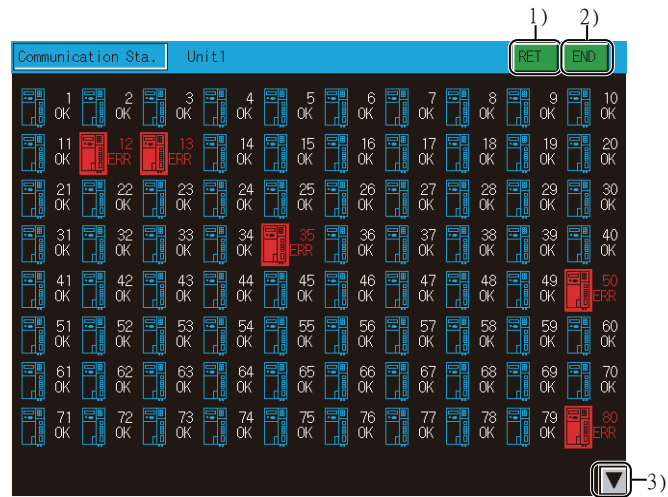 1) 2)
Communication Sta. Unit1 RET END
1 2 3 4 5 6 7 8 9 10
OK OK OK OK OK OK OK OK OK OK
11 12 13 14 15 16 17 18 19 20
OK ERR ERR OK OK OK OK OK OK OK
21 22 23 24 25 26 27 28 29 30
OK OK OK OK OK OK OK OK OK OK
31 32 33 34 35 36 37 38 39 40
OK OK OK OK ERR OK OK OK OK OK
41 42 43 44 45 46 47 48 49 50
OK OK OK OK OK OK OK OK OK ERR
51 52 53 54 55 56 57 58 59 60
OK OK OK OK OK OK OK OK OK OK
61 62 63 64 65 66 67 68 69 70
OK OK OK OK OK OK OK OK OK OK
71 72 73 74 75 76 77 78 79 80
OK OK OK OK OK OK OK OK OK ERR
3)